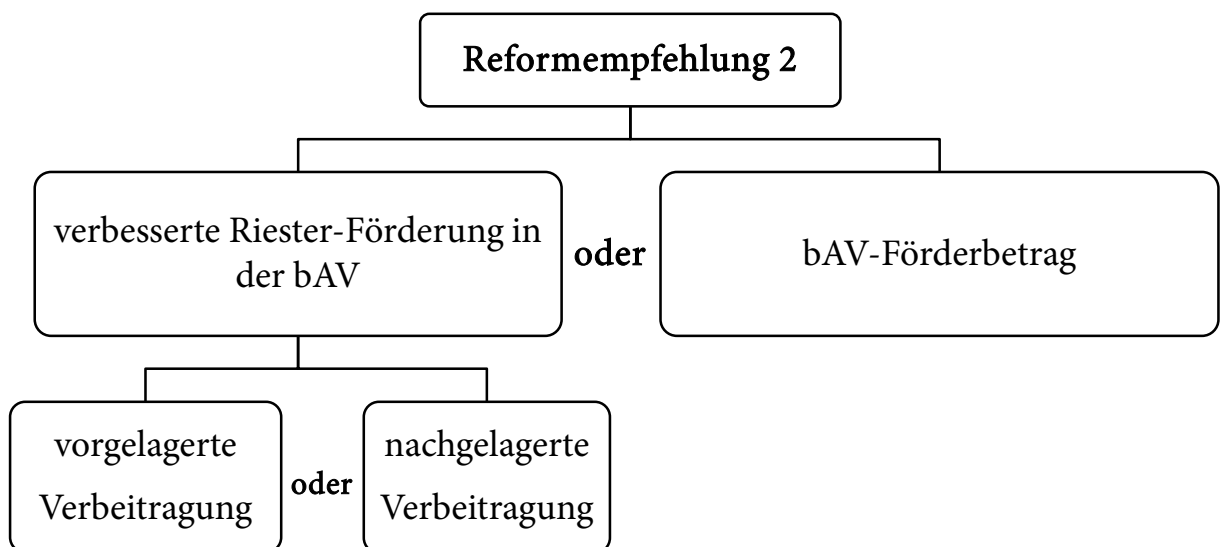 Reformempfehlung 2
verbesserte Riester-Förderung in
der bAV
oder
bAV-Förderbetrag
vorgelagerte
Verbeitragung
oder
nachgelagerte
Verbeitragung